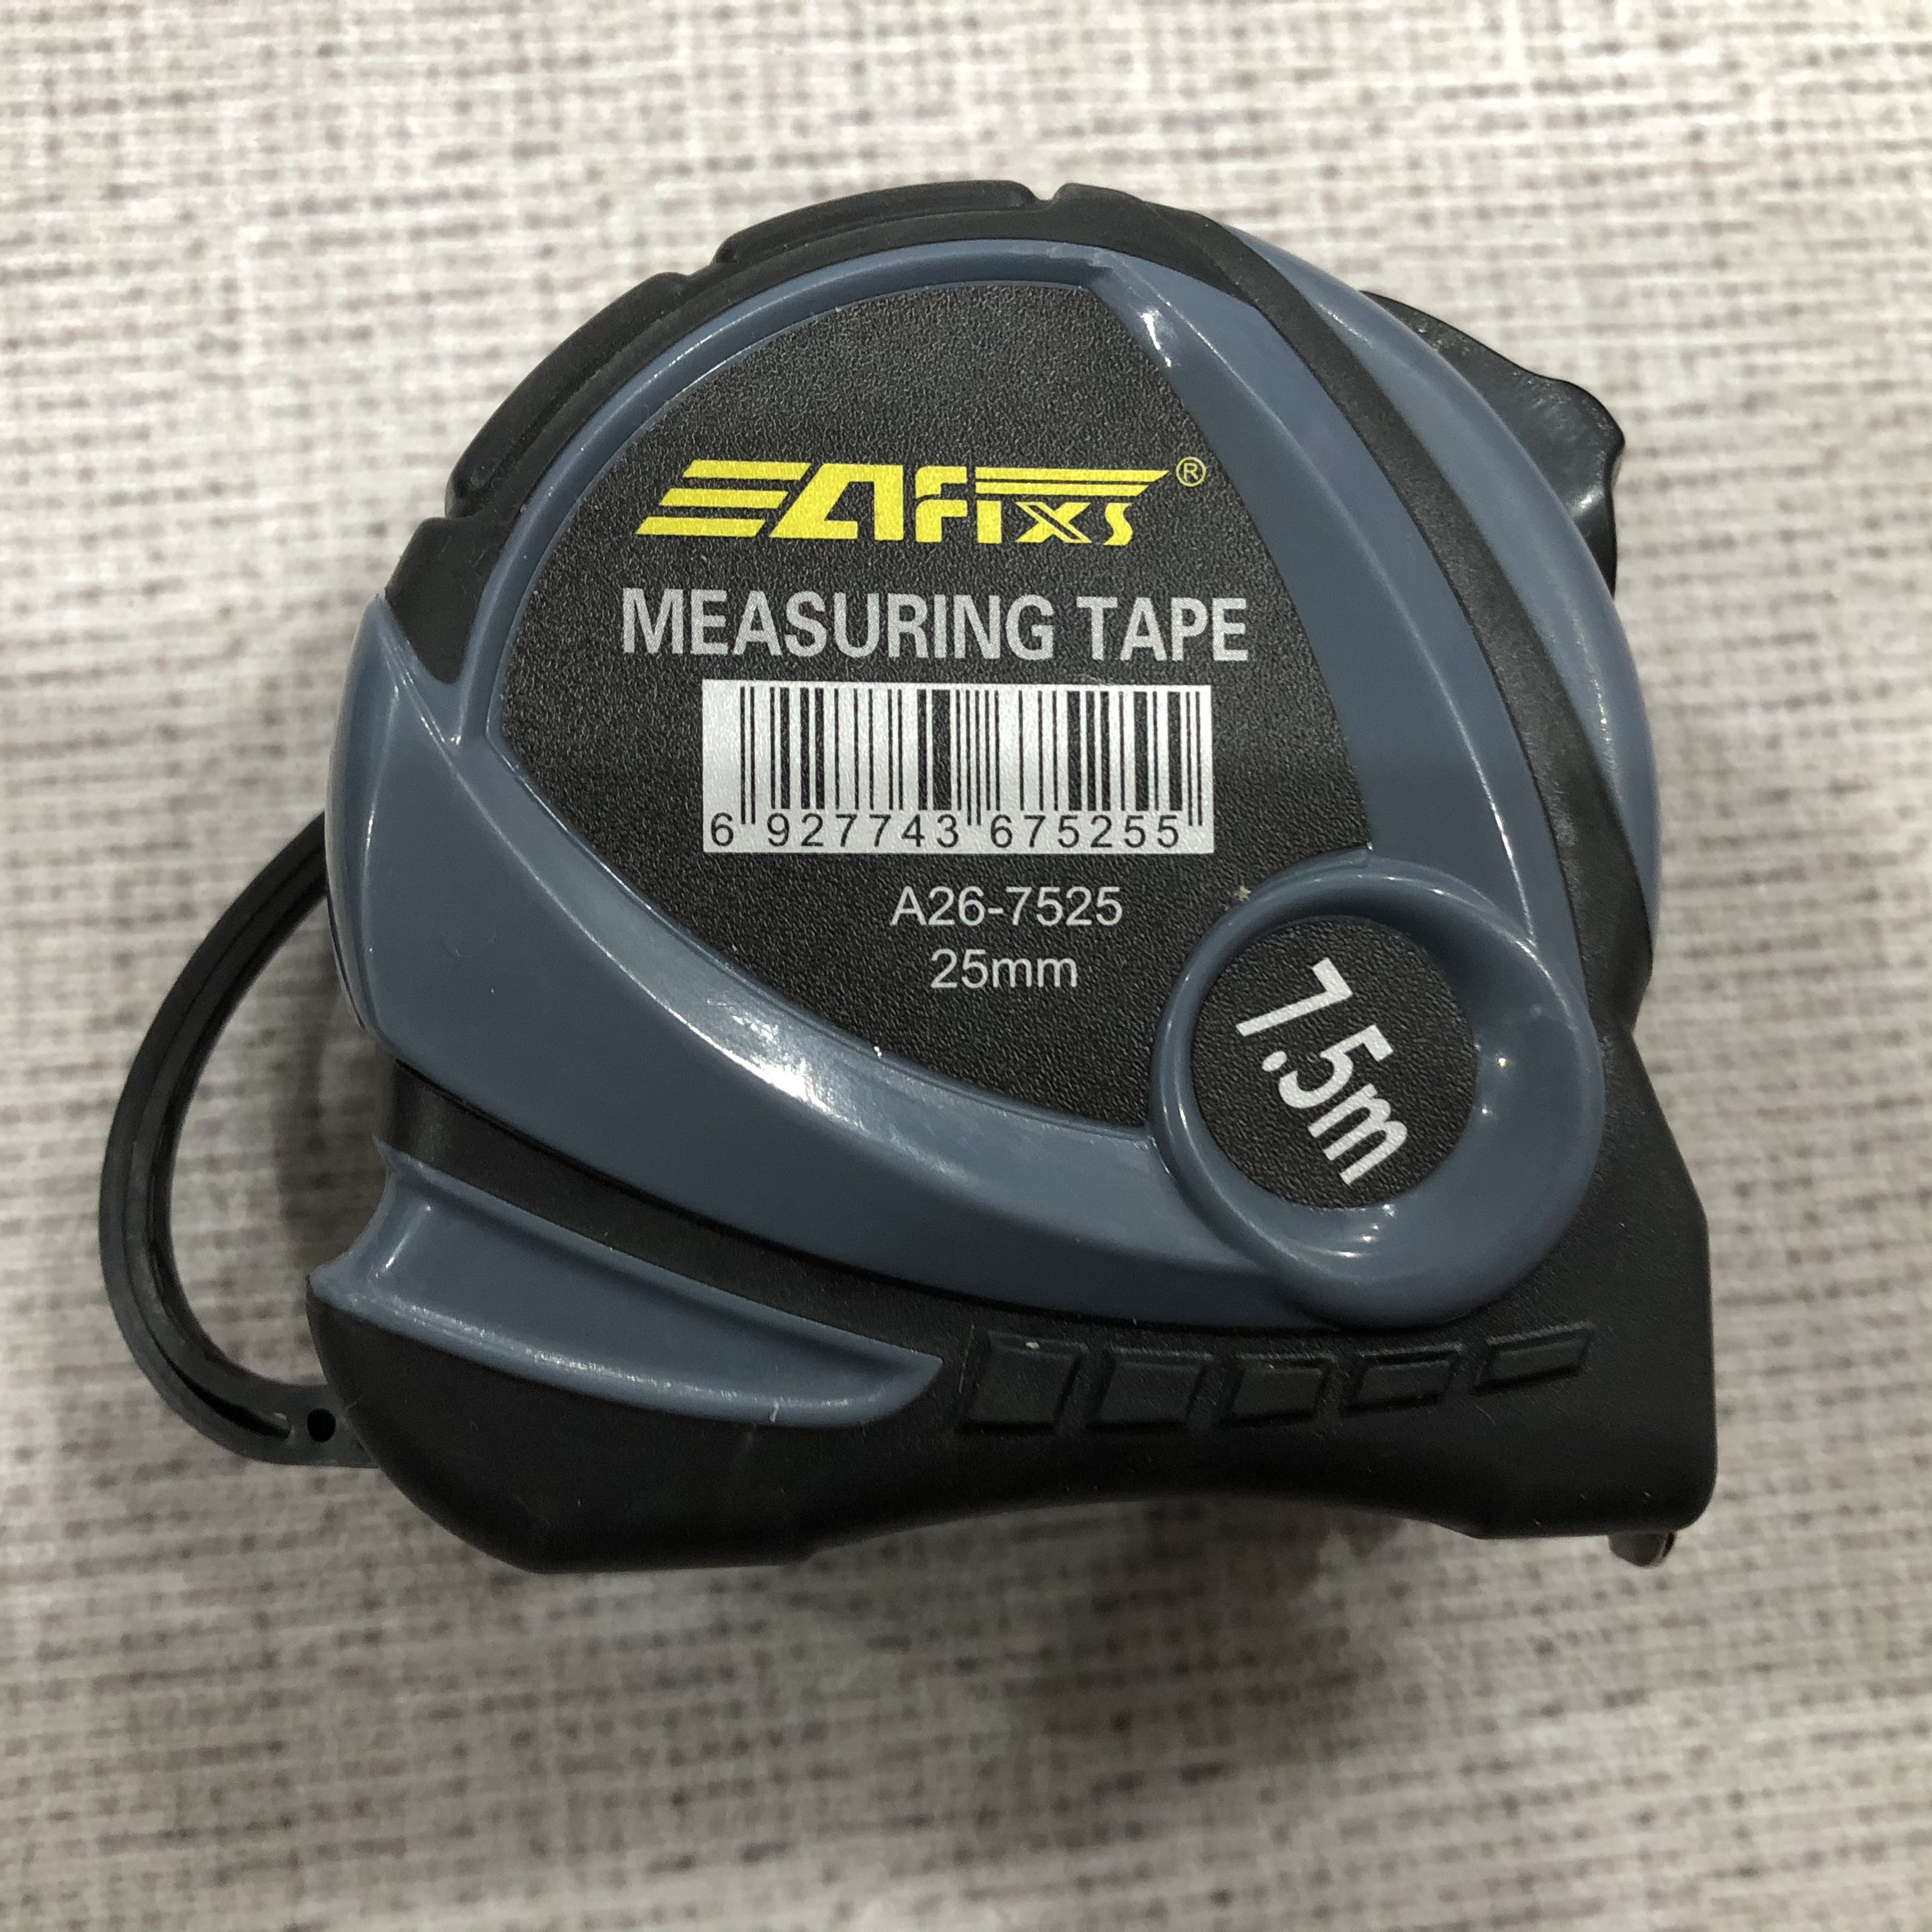 AFIXS®
MEASURING TAPE
6 927743 675255
A26-7525
25mm
7.5m